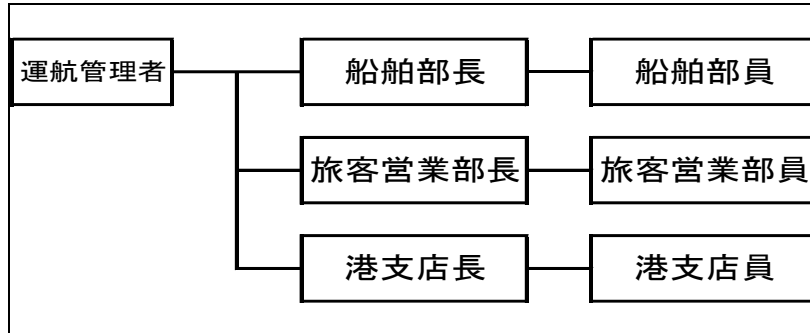 運航管理者
船舶部長
船舶部員
旅客営業部長
旅客営業部員
港支店長
港支店員